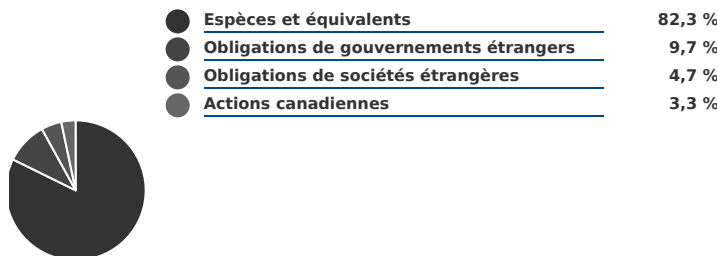 Espèces et équivalents 82,3 %
Obligations de gouvernements étrangers 9,7 %
Obligations de sociétés étrangères 4,7 %
Actions canadiennes 3,3 %